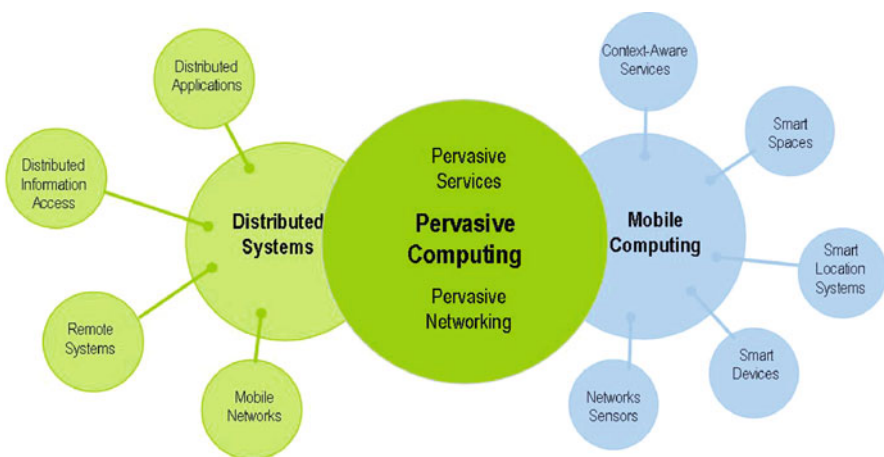 Distributed
Applications
Distributed
Information
Access
Remote
Systems
Mobile
Networks
Distributed
Systems
Pervasive
Services
Pervasive
Computing
Pervasive
Networking
Mobile
Computing
Context-Aware
Services
Smart
Spaces
Smart
Location
Systems
Smart
Devices
Networks
Sensors